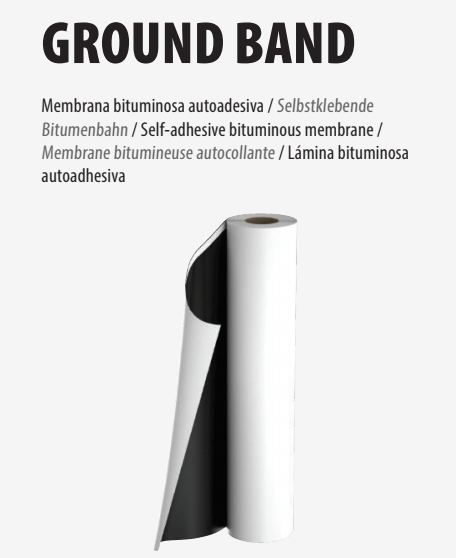 GROUND BAND
Membrana bituminosa autoadesiva / Selbstklebende
Bitumenbahn / Self-adhesive bituminous membrane /
Membrane bitumineuse autocollante / Lámina bituminosa
autoadhesiva